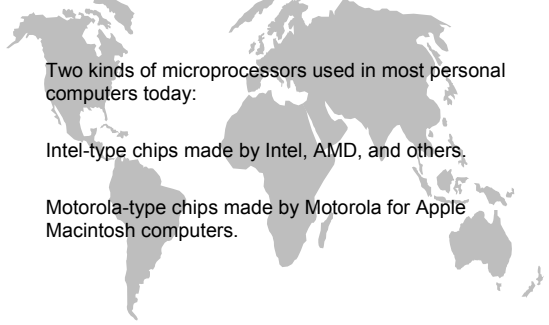 Two kinds of microprocessors used in most personal
computers today:
Intel-type chips made by Intel, AMD, and others.
Motorola-type chips made by Motorola for Apple
Macintosh computers.